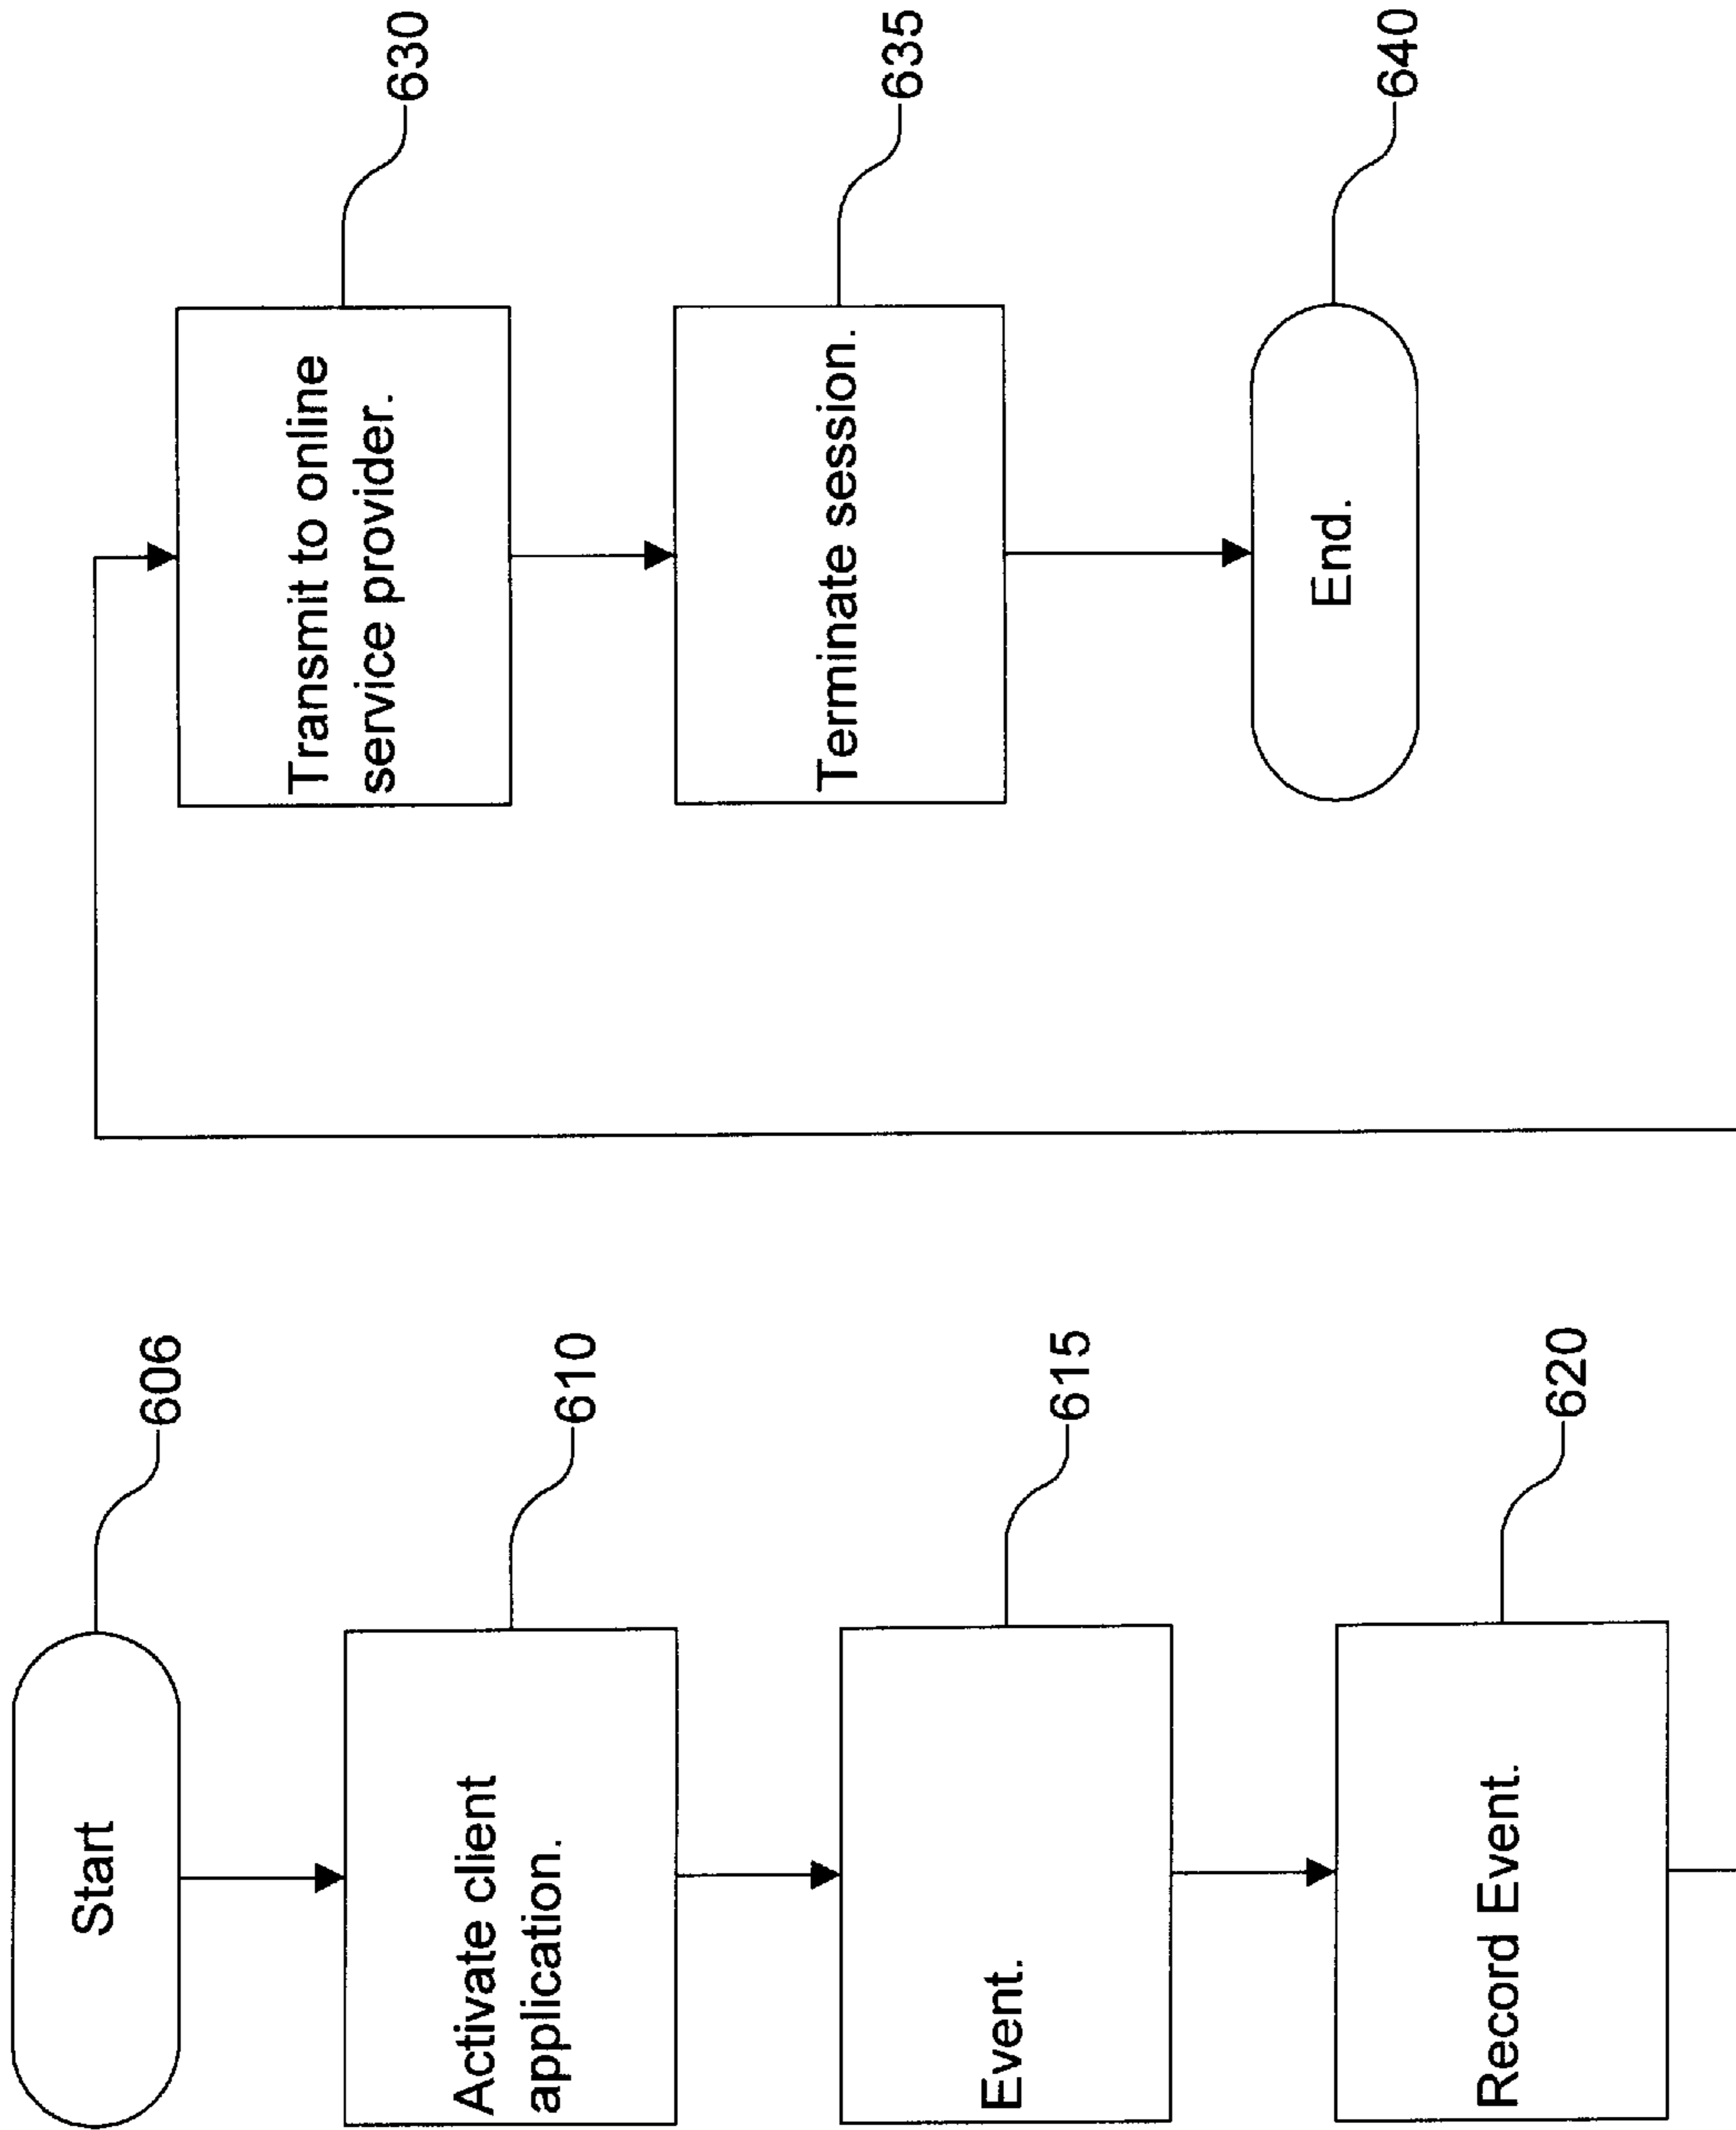 Start
606
Activate client
application.
610
Event.
615
Record Event.
620
Transmit to online
service provider.
630
Terminate session.
635
End.
640